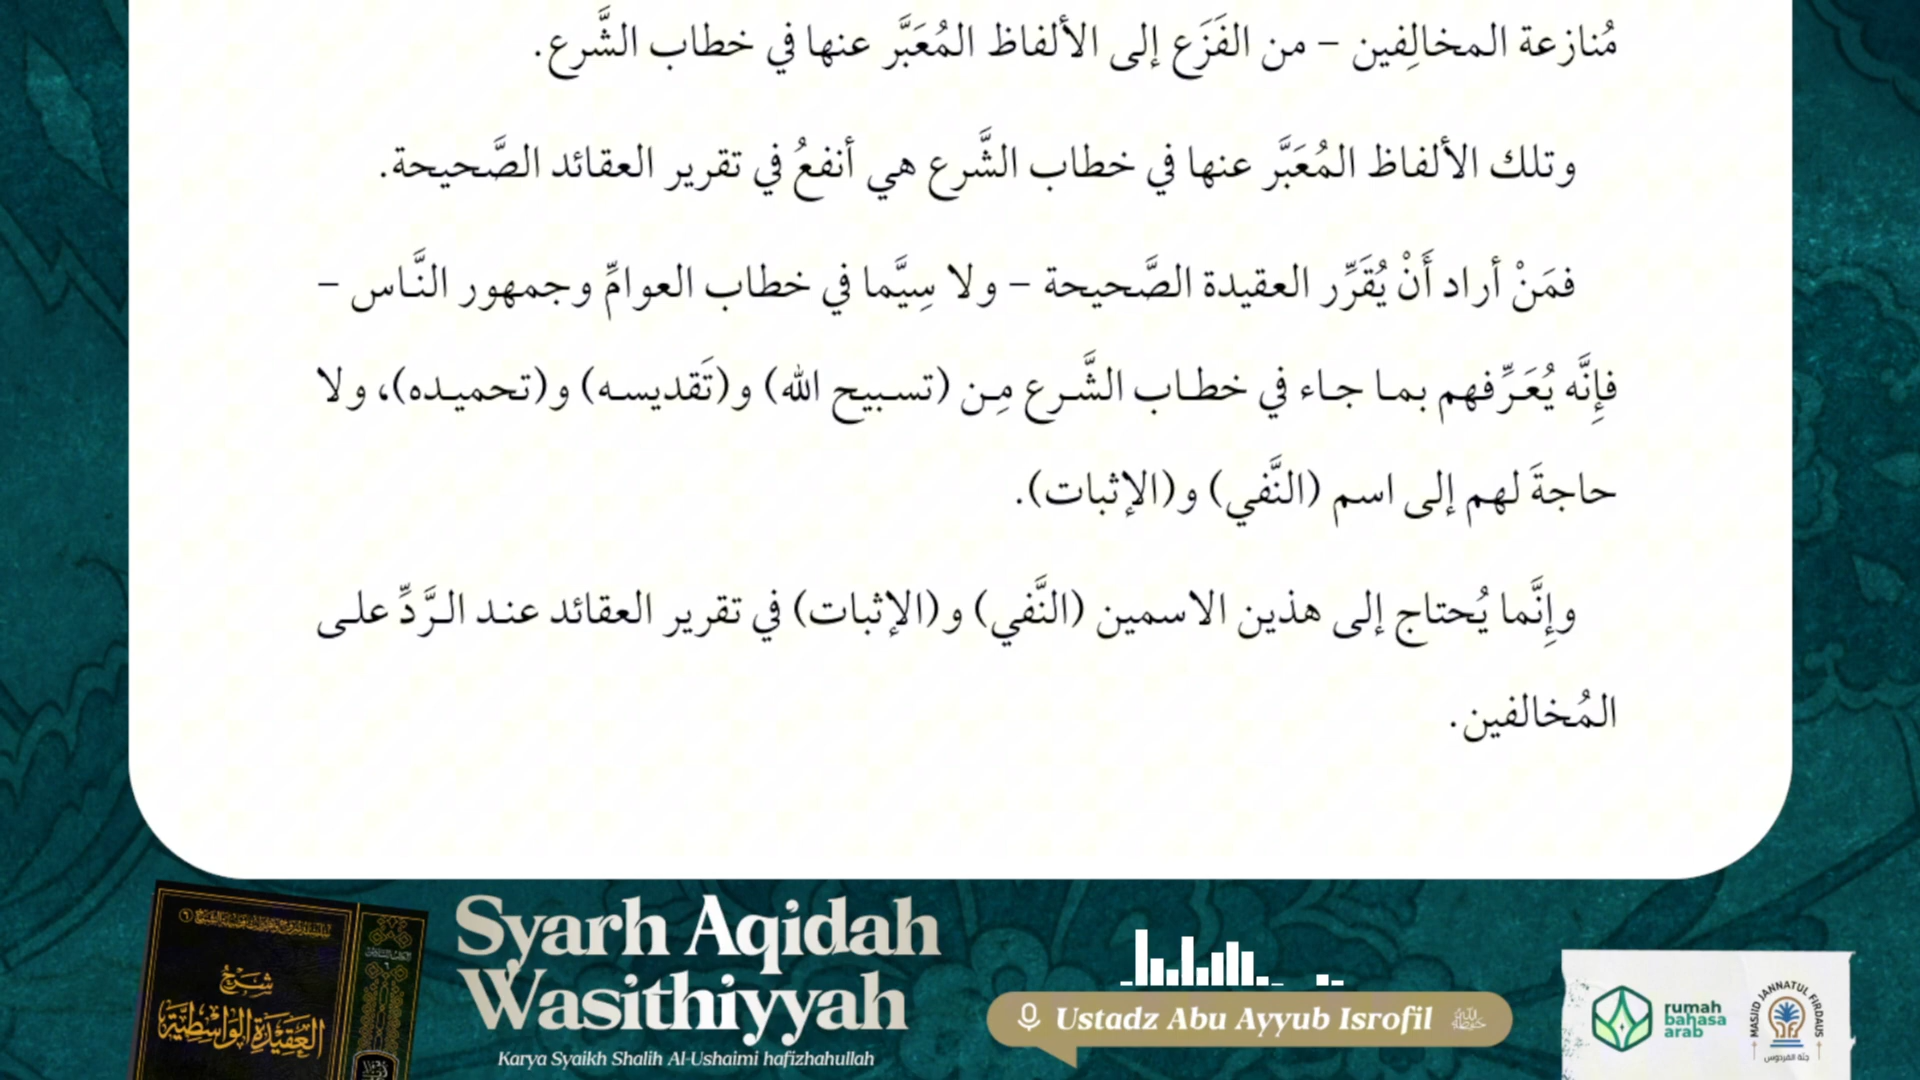 مُنازعة المخالِفين – من الفَزَع إلى الألفاظ المُعَبَّر عنها في خطاب الشَّرع.
وتلك الألفاظ المُعَبَّر عنها في خطاب الشَّرع هي أنفعُ في تقرير العقائد الصَّحيحة.
فمَنْ أراد أَنْ يُقَرِّر العقيدة الصَّحيحة – ولا سِيَّما في خطاب العوامِّ وجمهور النَّاس –
فإِنَّه يُعَرِّفهم بما جاء في خطاب الشَّرع مِن (تسبيح الله) و(تَقديسه) و(تحميده)، ولا
حاجةَ لهم إلى اسم (النَّفي) و(الإثبات).
وإِنَّما يُحتاج إلى هذين الاسمين (النَّفي) و(الإثبات) في تقرير العقائد عند الرَّدِّ على
المُخالفين.
شرح
العقيدة الواسطية
Syarh Aqidah
Wasithiyyah
Karya Syaikh Shalih Al-Ushaimi hafizhahullah
Ustadz Abu Ayyub Isrofil
rumah
bahasa
arab
MASJID JANNATUL FIRDAUS
جنة الفردوس